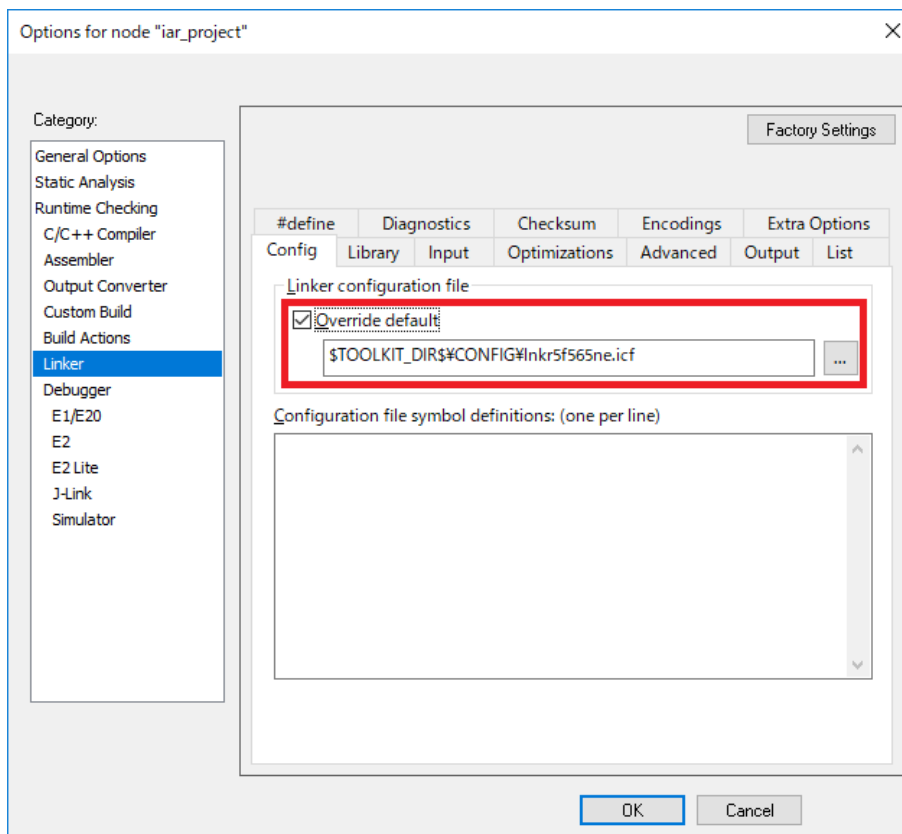 Options for node "iar_project"
Category:
General Options
Static Analysis
Runtime Checking
C/C++ Compiler
Assembler
Output Converter
Custom Build
Build Actions
Linker
Debugger
E1/E20
E2
E2 Lite
J-Link
Simulator
Factory Settings
#define Diagnostics Checksum Encodings Extra Options
Config Library Input Optimizations Advanced Output List
Linker configuration file
Override default
$TOOLKIT_DIR$¥CONFIG¥lnkr5f565ne.icf
...
Configuration file symbol definitions: (one per line)
OK Cancel